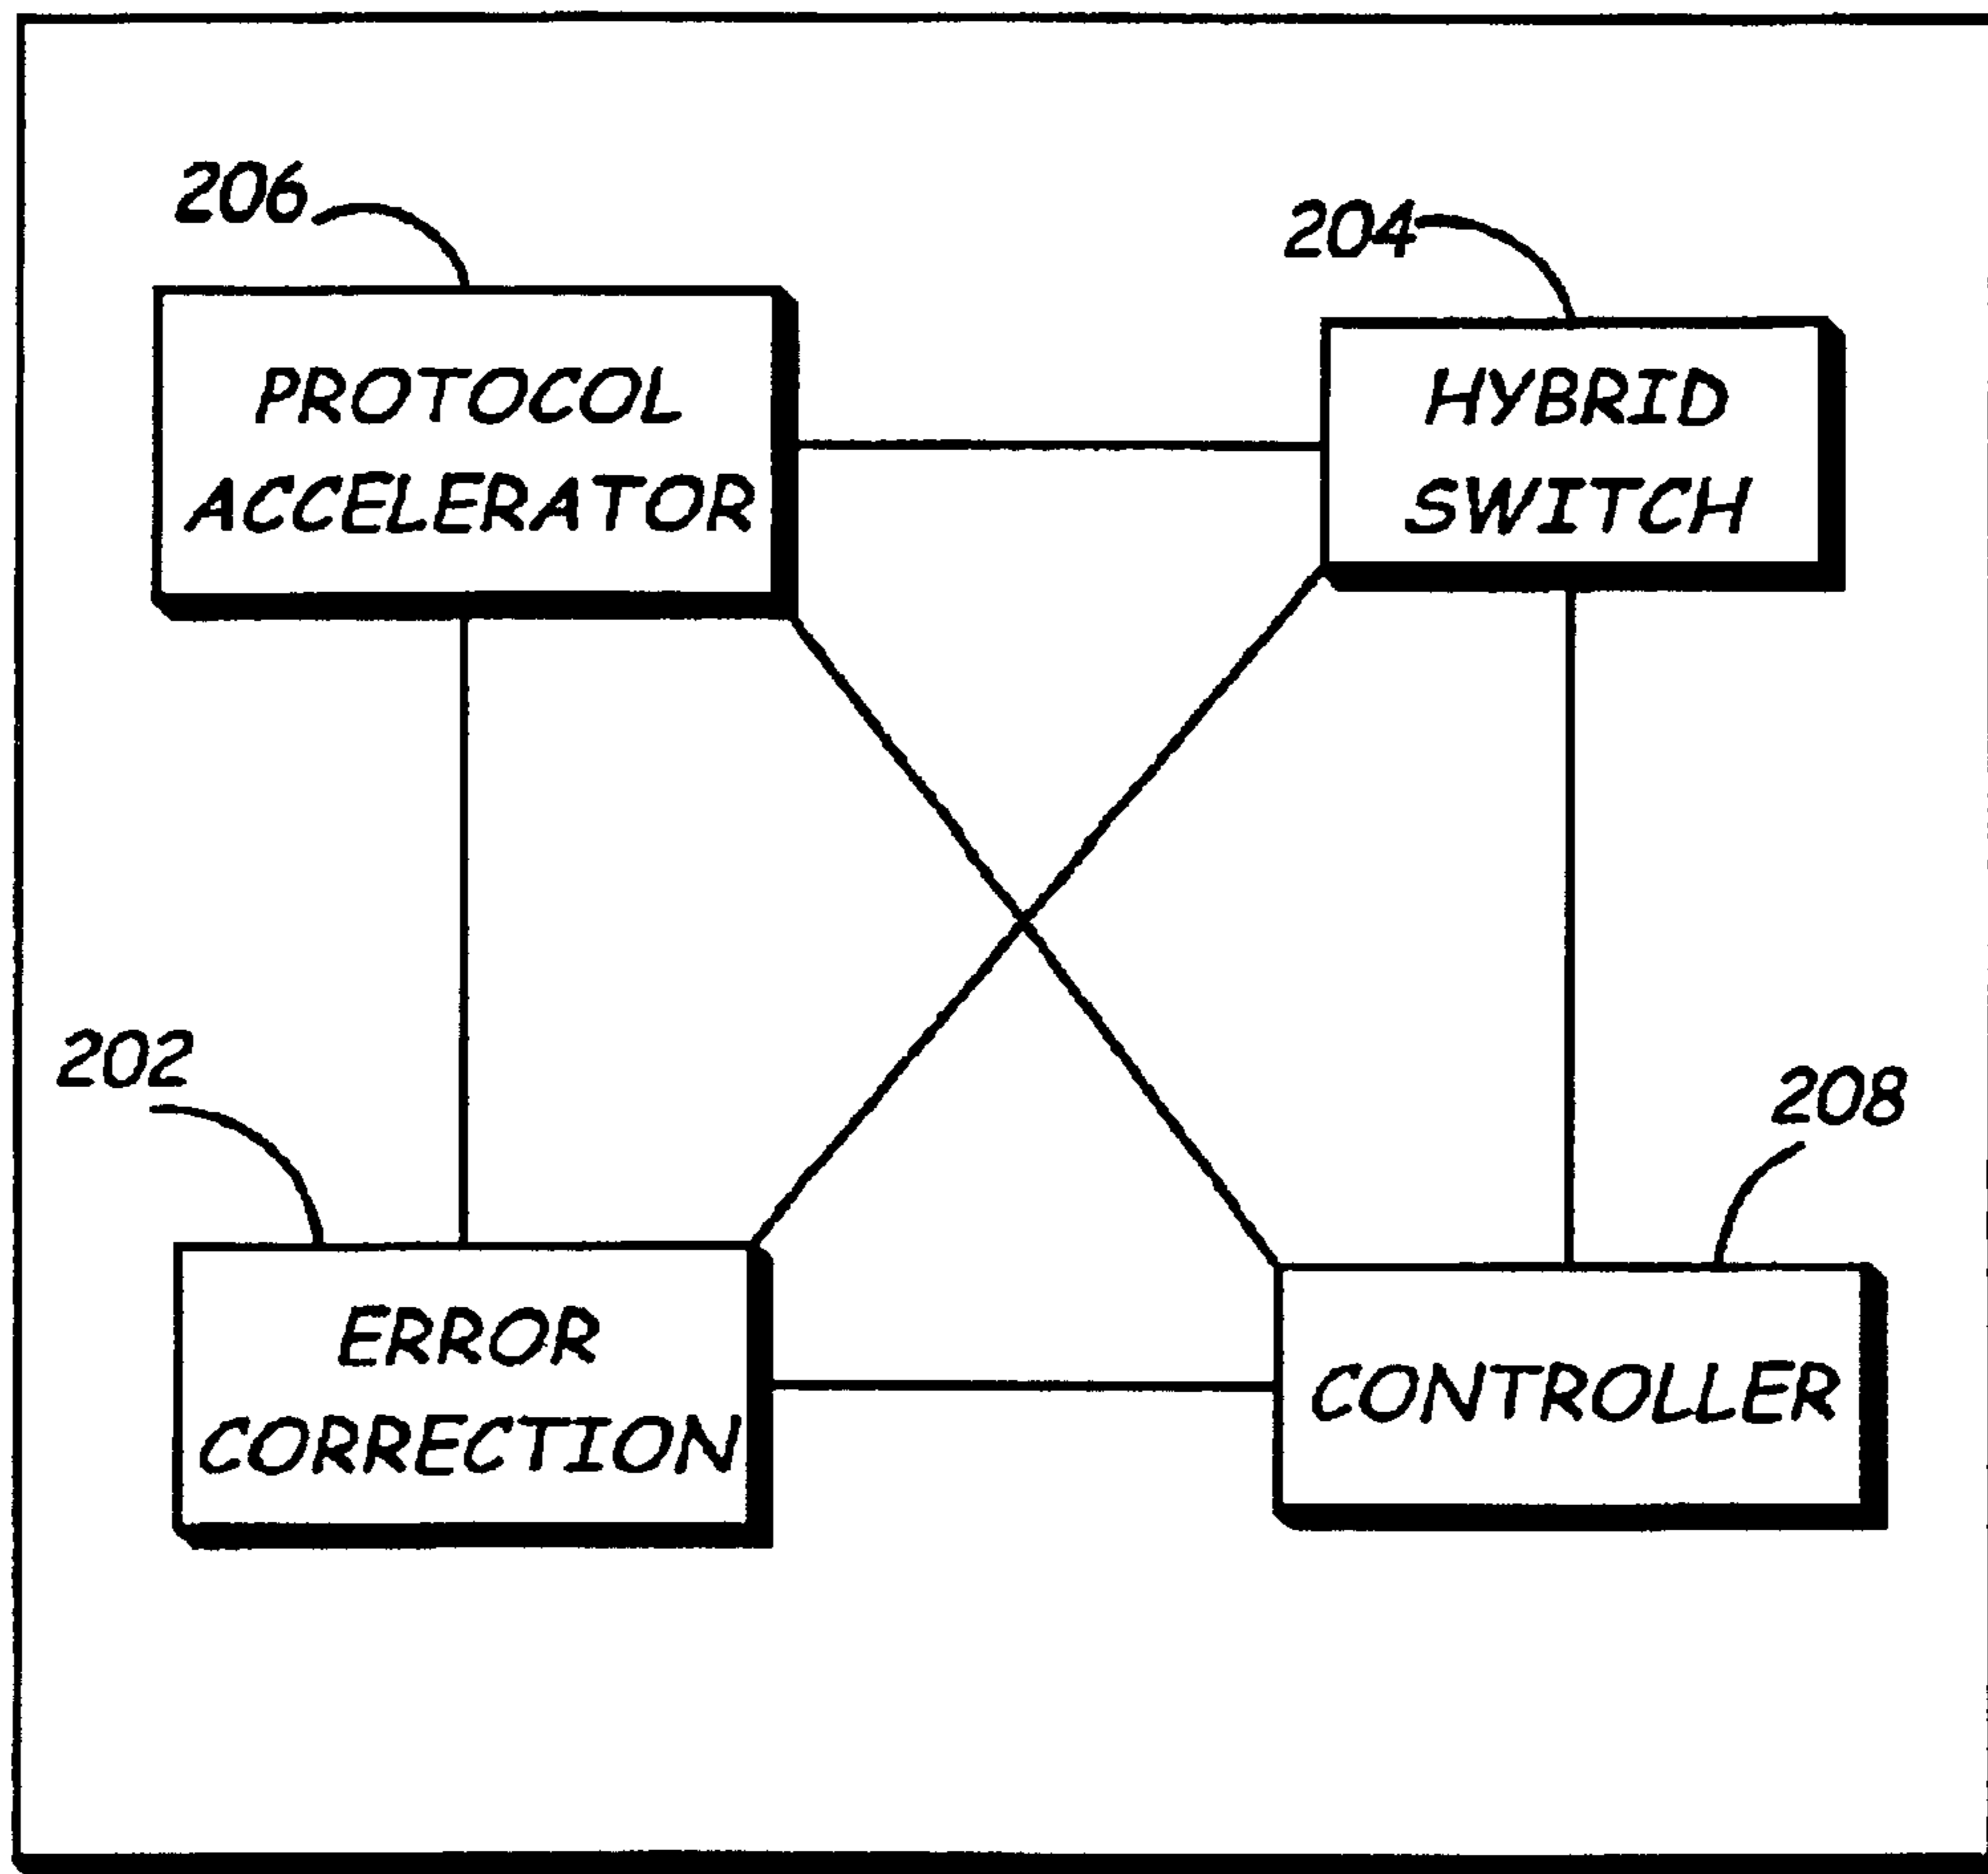 206
204
PROTOCOL
ACCELERATOR
HYBRID
SWITCH
202
208
ERROR
CORRECTION
CONTROLLER